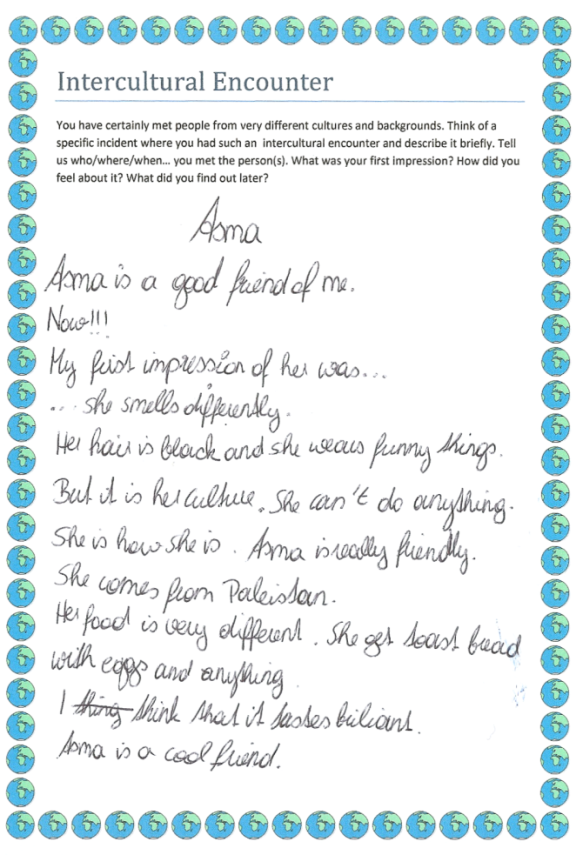 Intercultural Encounter
You have certainly met people from very different cultures and backgrounds. Think of a
specific incident where you had such an  intercultural encounter and describe it briefly. Tell
us who/where/when... you met the person(s). What was your first impression? How did you
feel about it? What did you find out later?
Asma
Asma is a good friend of me.
Now!!!
My first impression of her was...
... she smells differently.
Her hair is black and she wears funny things.
But it is her culture. She can't do anything.
She is how she is. Asma is really friendly.
She comes from Pakistan.
Her food is very different. She get toast bread
with eggs and anything.
I thing think that it tastes biliant.
Asma is a cool friend.